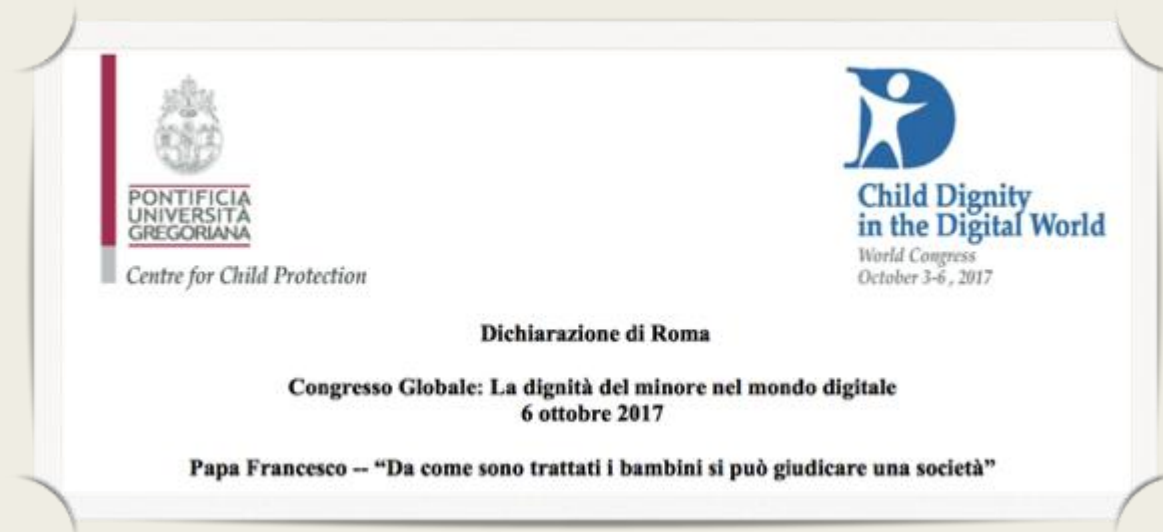 PONTIFICIA
UNIVERSITÀ
GREGORIANA
Centre for Child Protection
Child Dignity
in the Digital World
World Congress
October 3-6, 2017
Dichiarazione di Roma
Congresso Globale: La dignità del minore nel mondo digitale
6 ottobre 2017
Papa Francesco -- “Da come sono trattati i bambini si può giudicare una società”